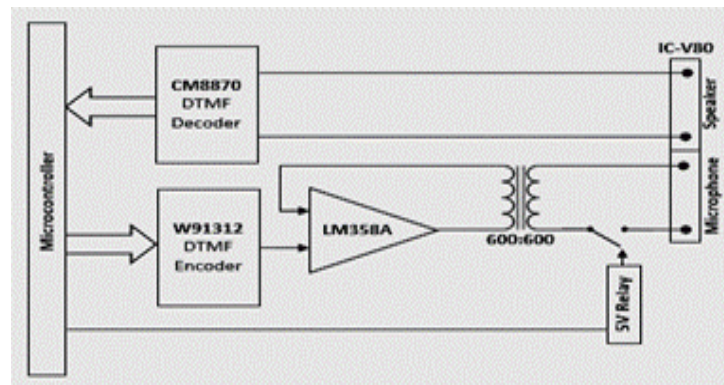 IC-V80
CM8870
DTMF
Decoder
Speaker
Microcontroller
Microphone
W91312
DTMF
Encoder
LM358A
600:600
5V Relay